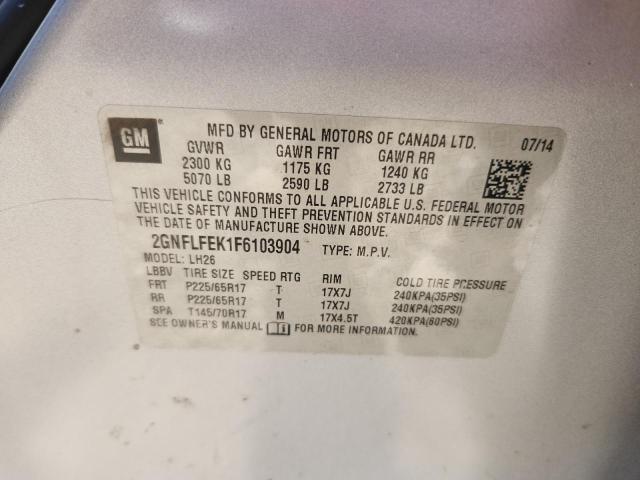 GM
MFD BY GENERAL MOTORS OF CANADA LTD. 07/14
GVWR GAWR FRT GAWR RR
2300 KG 1175 KG 1240 KG
5070 LB 2590 LB 2733 LB
THIS VEHICLE CONFORMS TO ALL APPLICABLE U.S. FEDERAL MOTOR
VEHICLE SAFETY AND THEFT PREVENTION STANDARDS IN EFFECT ON
THE DATE OF MANUFACTURE SHOWN ABOVE.
2GNFLFEK1F6103904 TYPE: M.P.V.
MODEL: LH26
LBBV TIRE SIZE SPEED RTG RIM COLD TIRE PRESSURE
FRT P225/65R17 T 17X7J 240KPA(35PSI)
RR P225/65R17 T 17X7J 240KPA(35PSI)
SPA T145/70R17 M 17X4.5T 420KPA(60PSI)
SEE OWNER'S MANUAL FOR MORE INFORMATION.